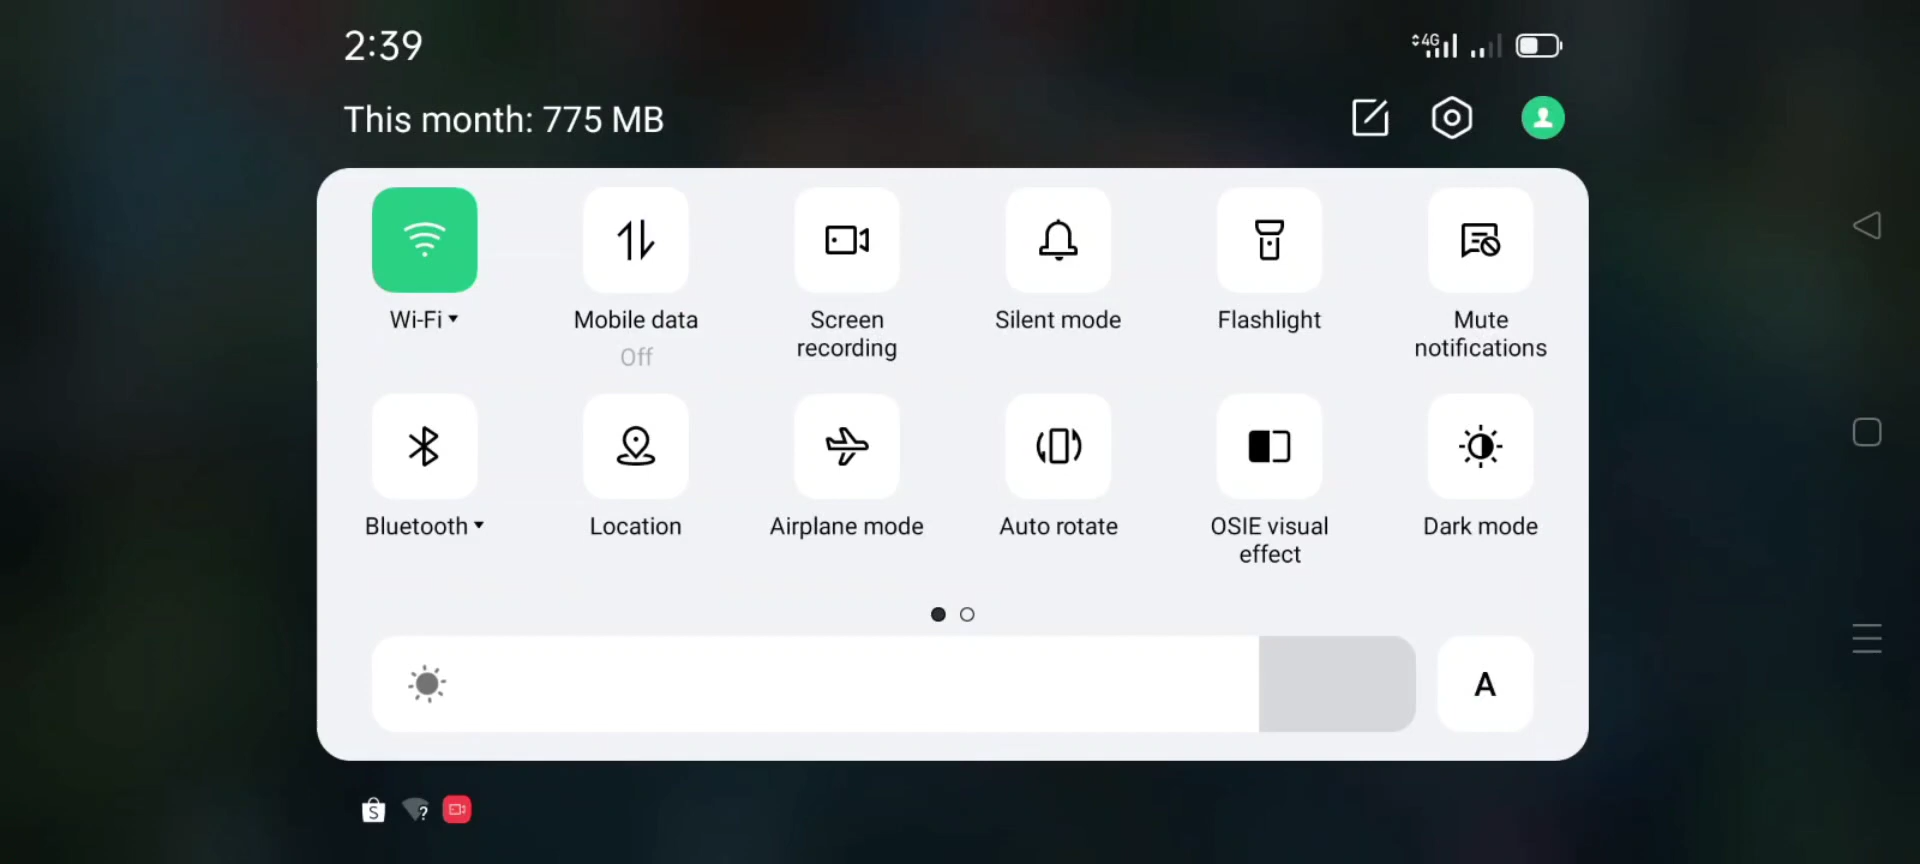 2:39
4G
This month: 775 MB
Wi-Fi
Mobile data
Off
Screen
recording
Silent mode
Flashlight
Mute
notifications
Bluetooth
Location
Airplane mode
Auto rotate
OSIE visual
effect
Dark mode
A
S
?